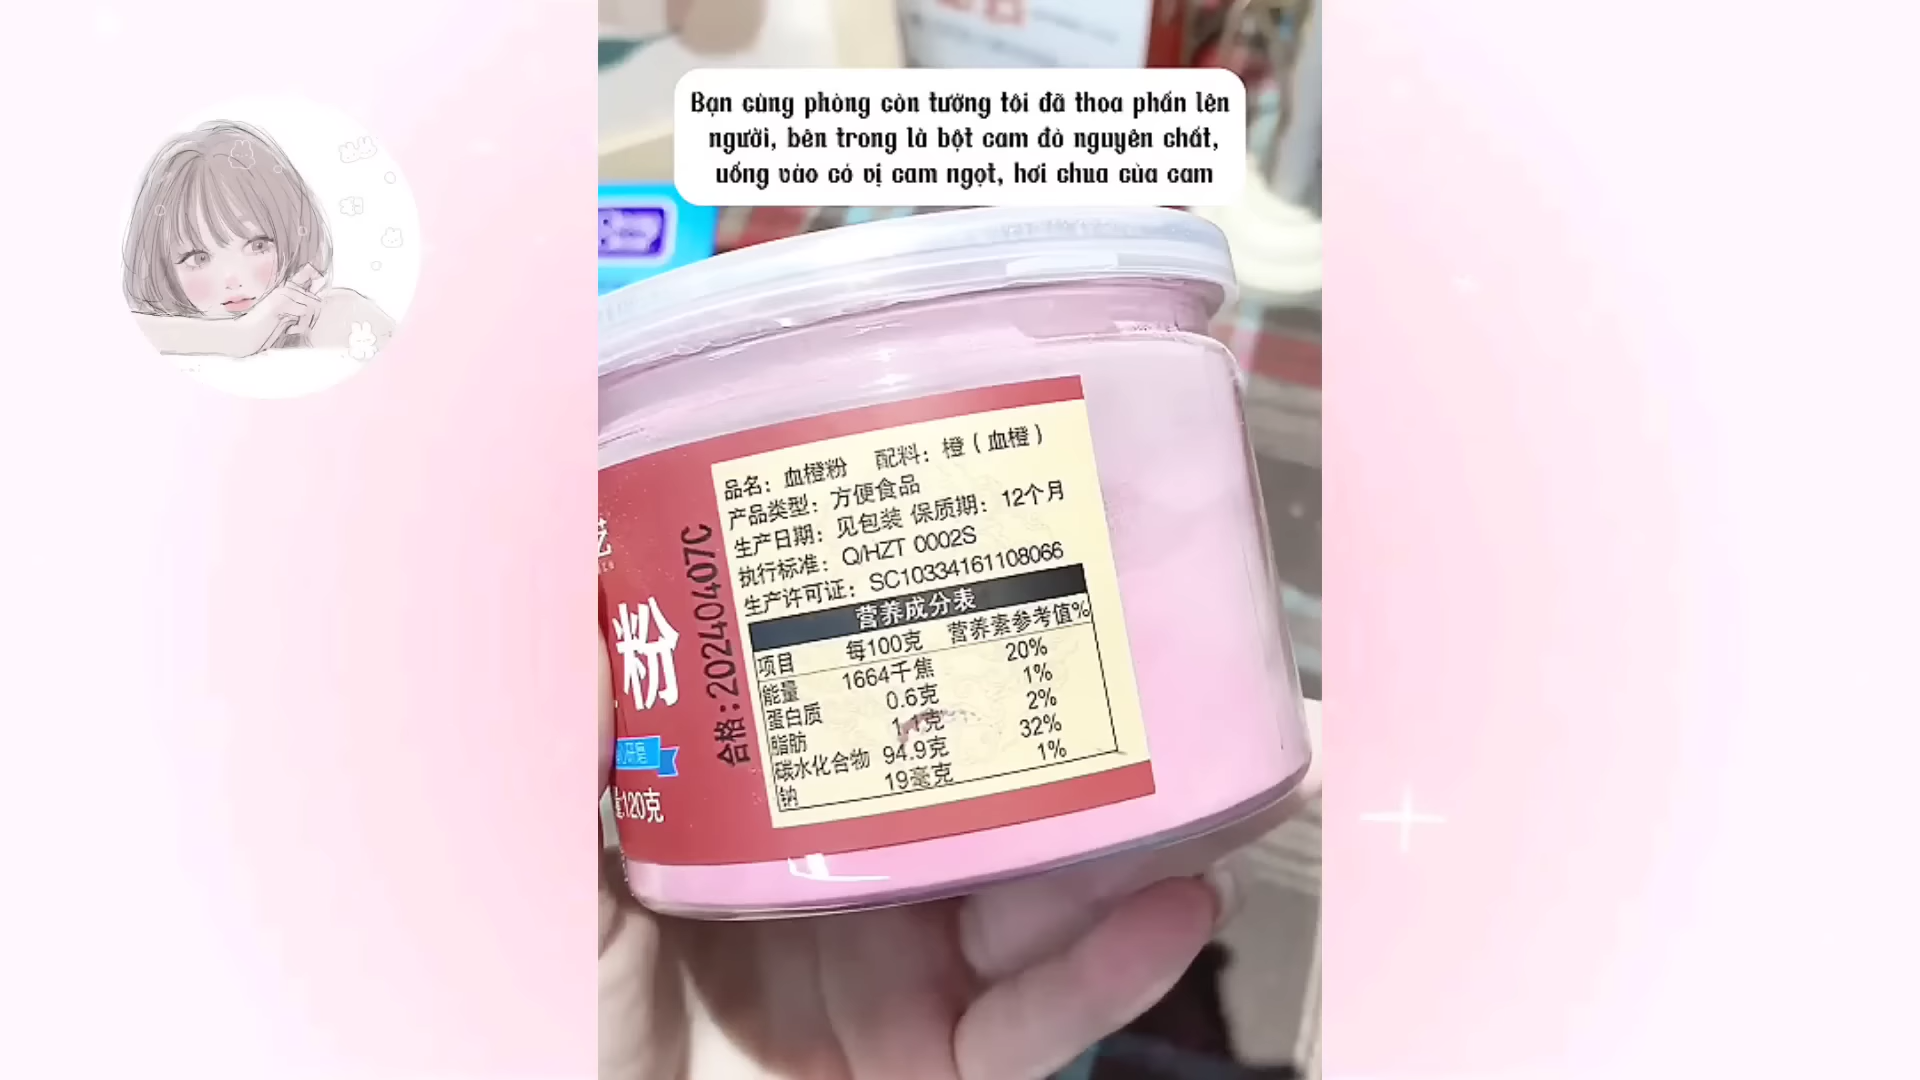 Bạn cùng phòng còn tưởng tôi đã thoa phấn lên
người, bên trong là bột cam đỏ nguyên chất,
uống vào có vị cam ngọt, hơi chua của cam
品名：血橙粉 配料：橙（血橙）
产品类型：方便食品
生产日期：见包装 保质期：12个月
执行标准：Q/HZT 0002S
生产许可证：SC10334161108066
营养成分表
项目 每100克 营养素参考值%
能量 1664千焦 20%
蛋白质 0.6克 1%
脂肪 1.1克 2%
碳水化合物 94.9克 32%
钠 19毫克 1%
合格:20240407C
粉
研磨
120克